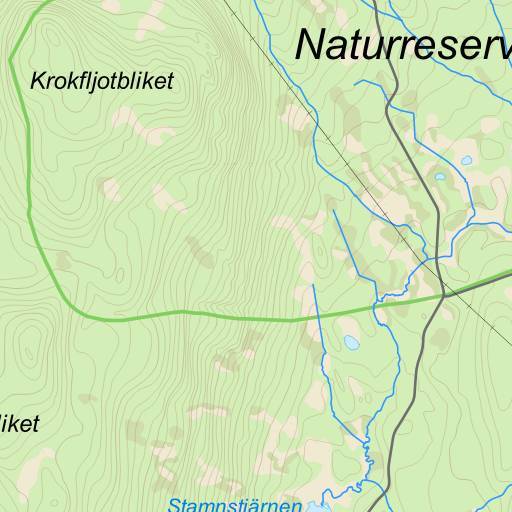 Naturreserv
Krokfljotbliket
liket
Stamnstjärnen